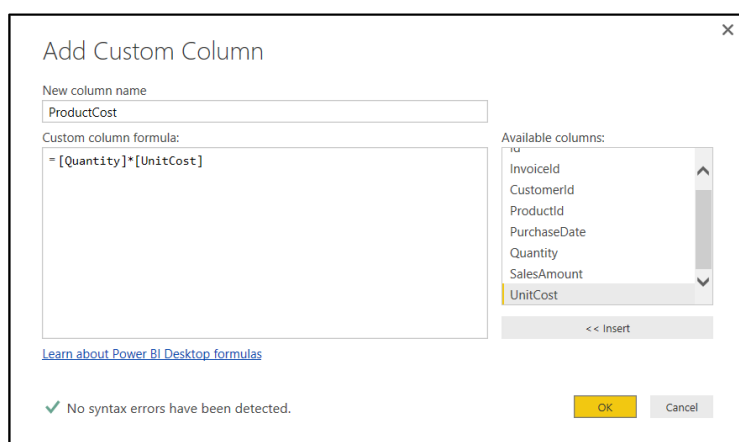 Add Custom Column
New column name
ProductCost
Custom column formula:
= [Quantity]*[UnitCost]
Available columns:
InvoiceId
CustomerId
ProductId
PurchaseDate
Quantity
SalesAmount
UnitCost
<< Insert
Learn about Power BI Desktop formulas
No syntax errors have been detected.
OK
Cancel